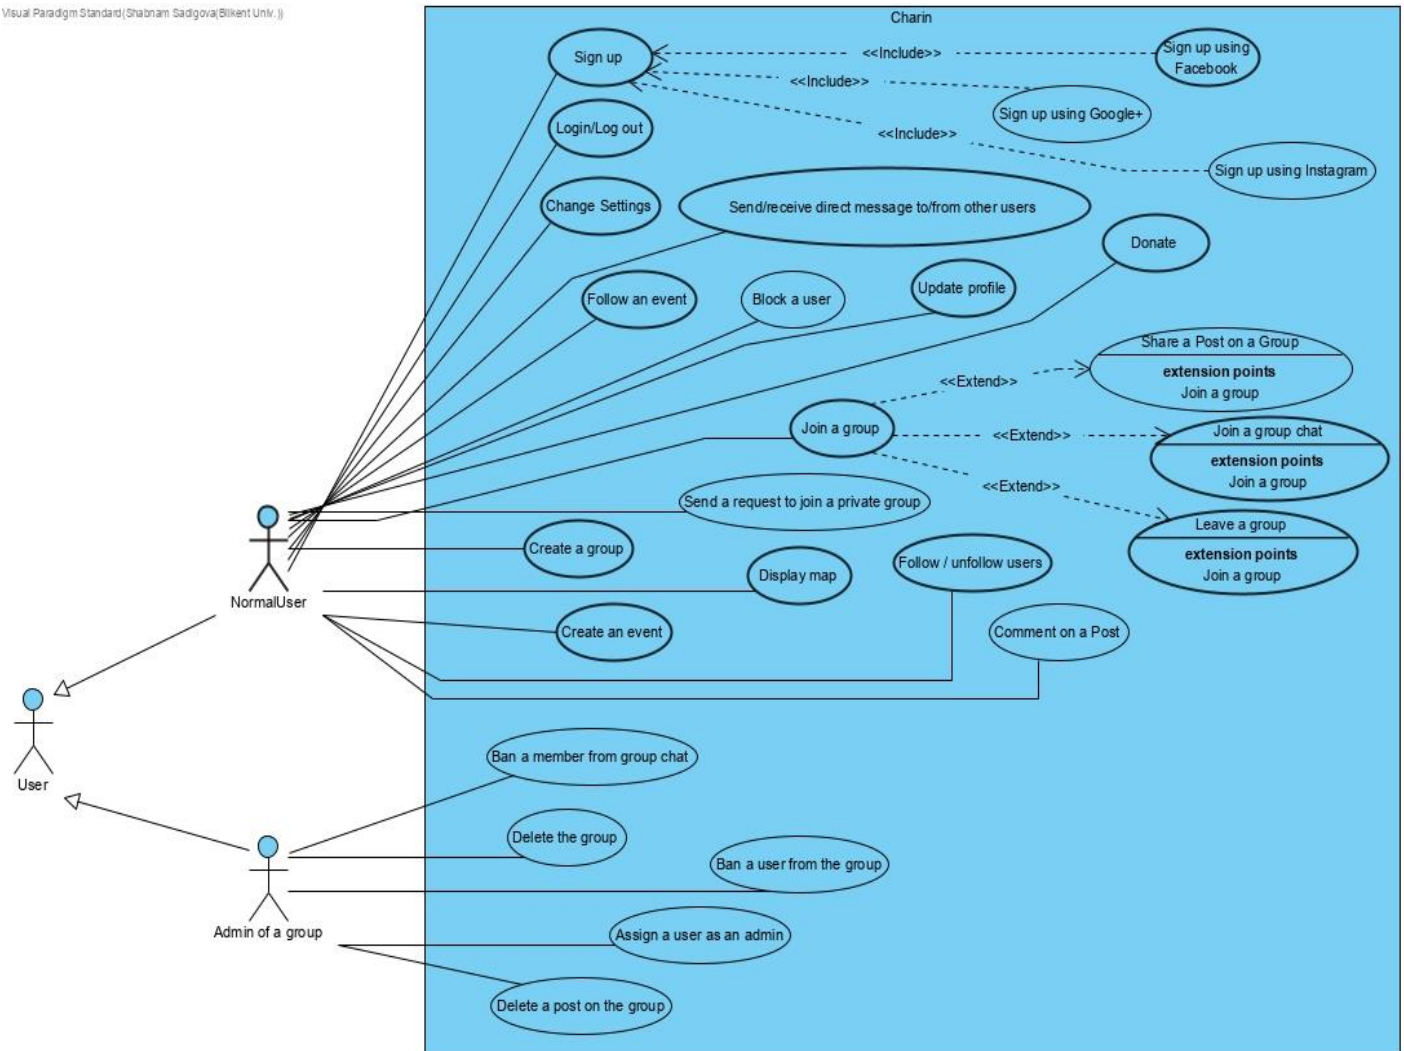 Visual Paradigm Standard(Shabnam Sadigova(Bilkent Univ.))
Charin
Sign up
<<Include>>
Sign up using
Facebook
<<Include>>
Sign up using Google+
Login/Log out
<<Include>>
Sign up using Instagram
Change Settings
Send/receive direct message to/from other users
Donate
Follow an event
Block a user
Update profile
Share a Post on a Group
extension points
Join a group
<<Extend>>
Join a group
<<Extend>>
Join a group chat
extension points
Join a group
<<Extend>>
Send a request to join a private group
Leave a group
extension points
Join a group
Create a group
Display map
Follow / unfollow users
NormalUser
Create an event
Comment on a Post
User
Ban a member from group chat
Delete the group
Ban a user from the group
Admin of a group
Assign a user as an admin
Delete a post on the group